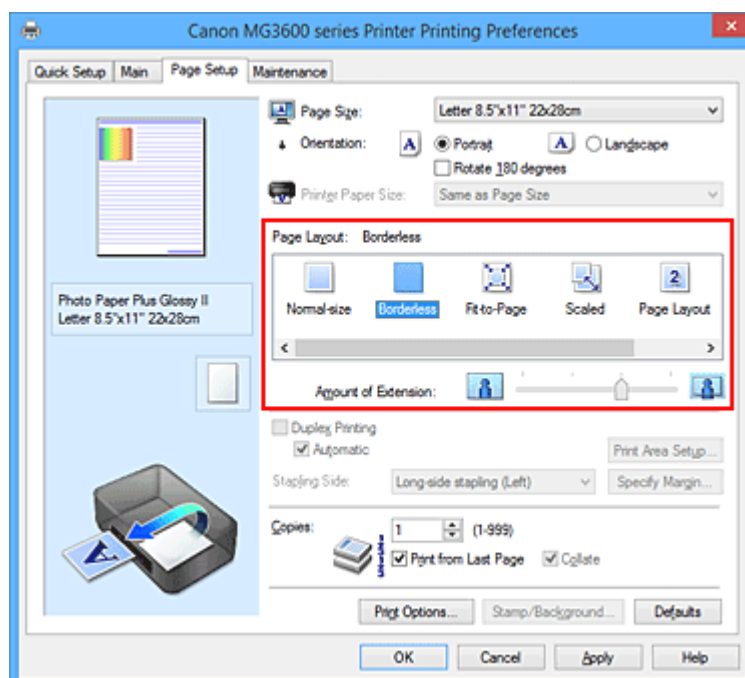 Canon MG3600 series Printer Printing Preferences
Quick Setup Main Page Setup Maintenance
Page Size: Letter 8.5"x11" 22x28cm
Orientation: A Portrait A Landscape
Rotate 180 degrees
Printer Paper Size: Same as Page Size
Page Layout: Borderless
Normal-size Borderless Fit-to-Page Scaled 2 Page Layout
Photo Paper Plus Glossy II
Letter 8.5"x11" 22x28cm
Amount of Extension:
Duplex Printing
Automatic Print Area Setup...
Stapling Side: Long-side stapling (Left) Specify Margin...
Copies: 1 (1-999)
Print from Last Page Collate
A
Print Options... Stamp/Background... Defaults
OK Cancel Apply Help